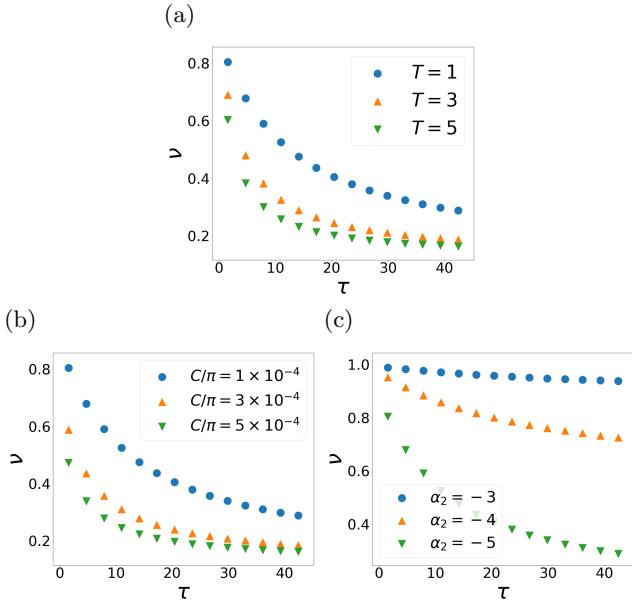 (a)
0.8
0.6
0.4
0.2
ν
T = 1
T = 3
T = 5
0 10 20 30 40
τ
(b)
0.8
0.6
0.4
0.2
ν
C/π = 1 × 10⁻⁴
C/π = 3 × 10⁻⁴
C/π = 5 × 10⁻⁴
0 10 20 30 40
τ
(c)
1.0
0.8
0.6
0.4
ν
α₂ = − 3
α₂ = − 4
α₂ = − 5
0 10 20 30 40
τ